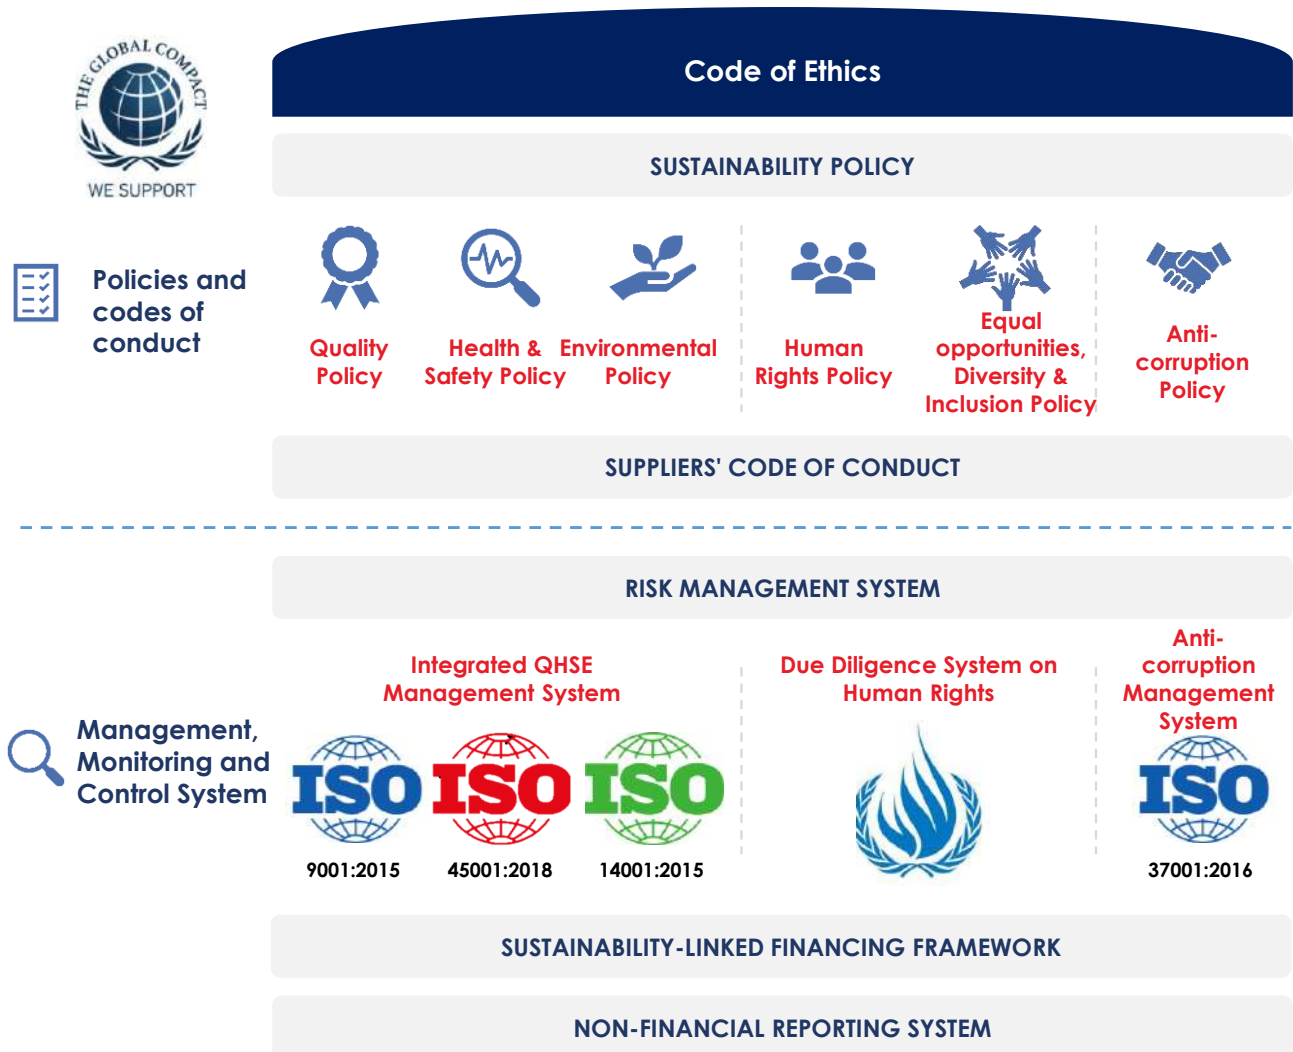 THE GLOBAL COMPACT
WE SUPPORT
Code of Ethics
SUSTAINABILITY POLICY
Policies and
codes of
conduct
Quality
Policy
Health &
Safety Policy
Environmental
Policy
Human
Rights Policy
Equal
opportunities,
Diversity &
Inclusion Policy
Anti-
corruption
Policy
SUPPLIERS' CODE OF CONDUCT
RISK MANAGEMENT SYSTEM
Management,
Monitoring and
Control System
Integrated QHSE
Management System
ISO
9001:2015
ISO
45001:2018
ISO
14001:2015
Due Diligence System on
Human Rights
Anti-
corruption
Management
System
ISO
37001:2016
SUSTAINABILITY-LINKED FINANCING FRAMEWORK
NON-FINANCIAL REPORTING SYSTEM